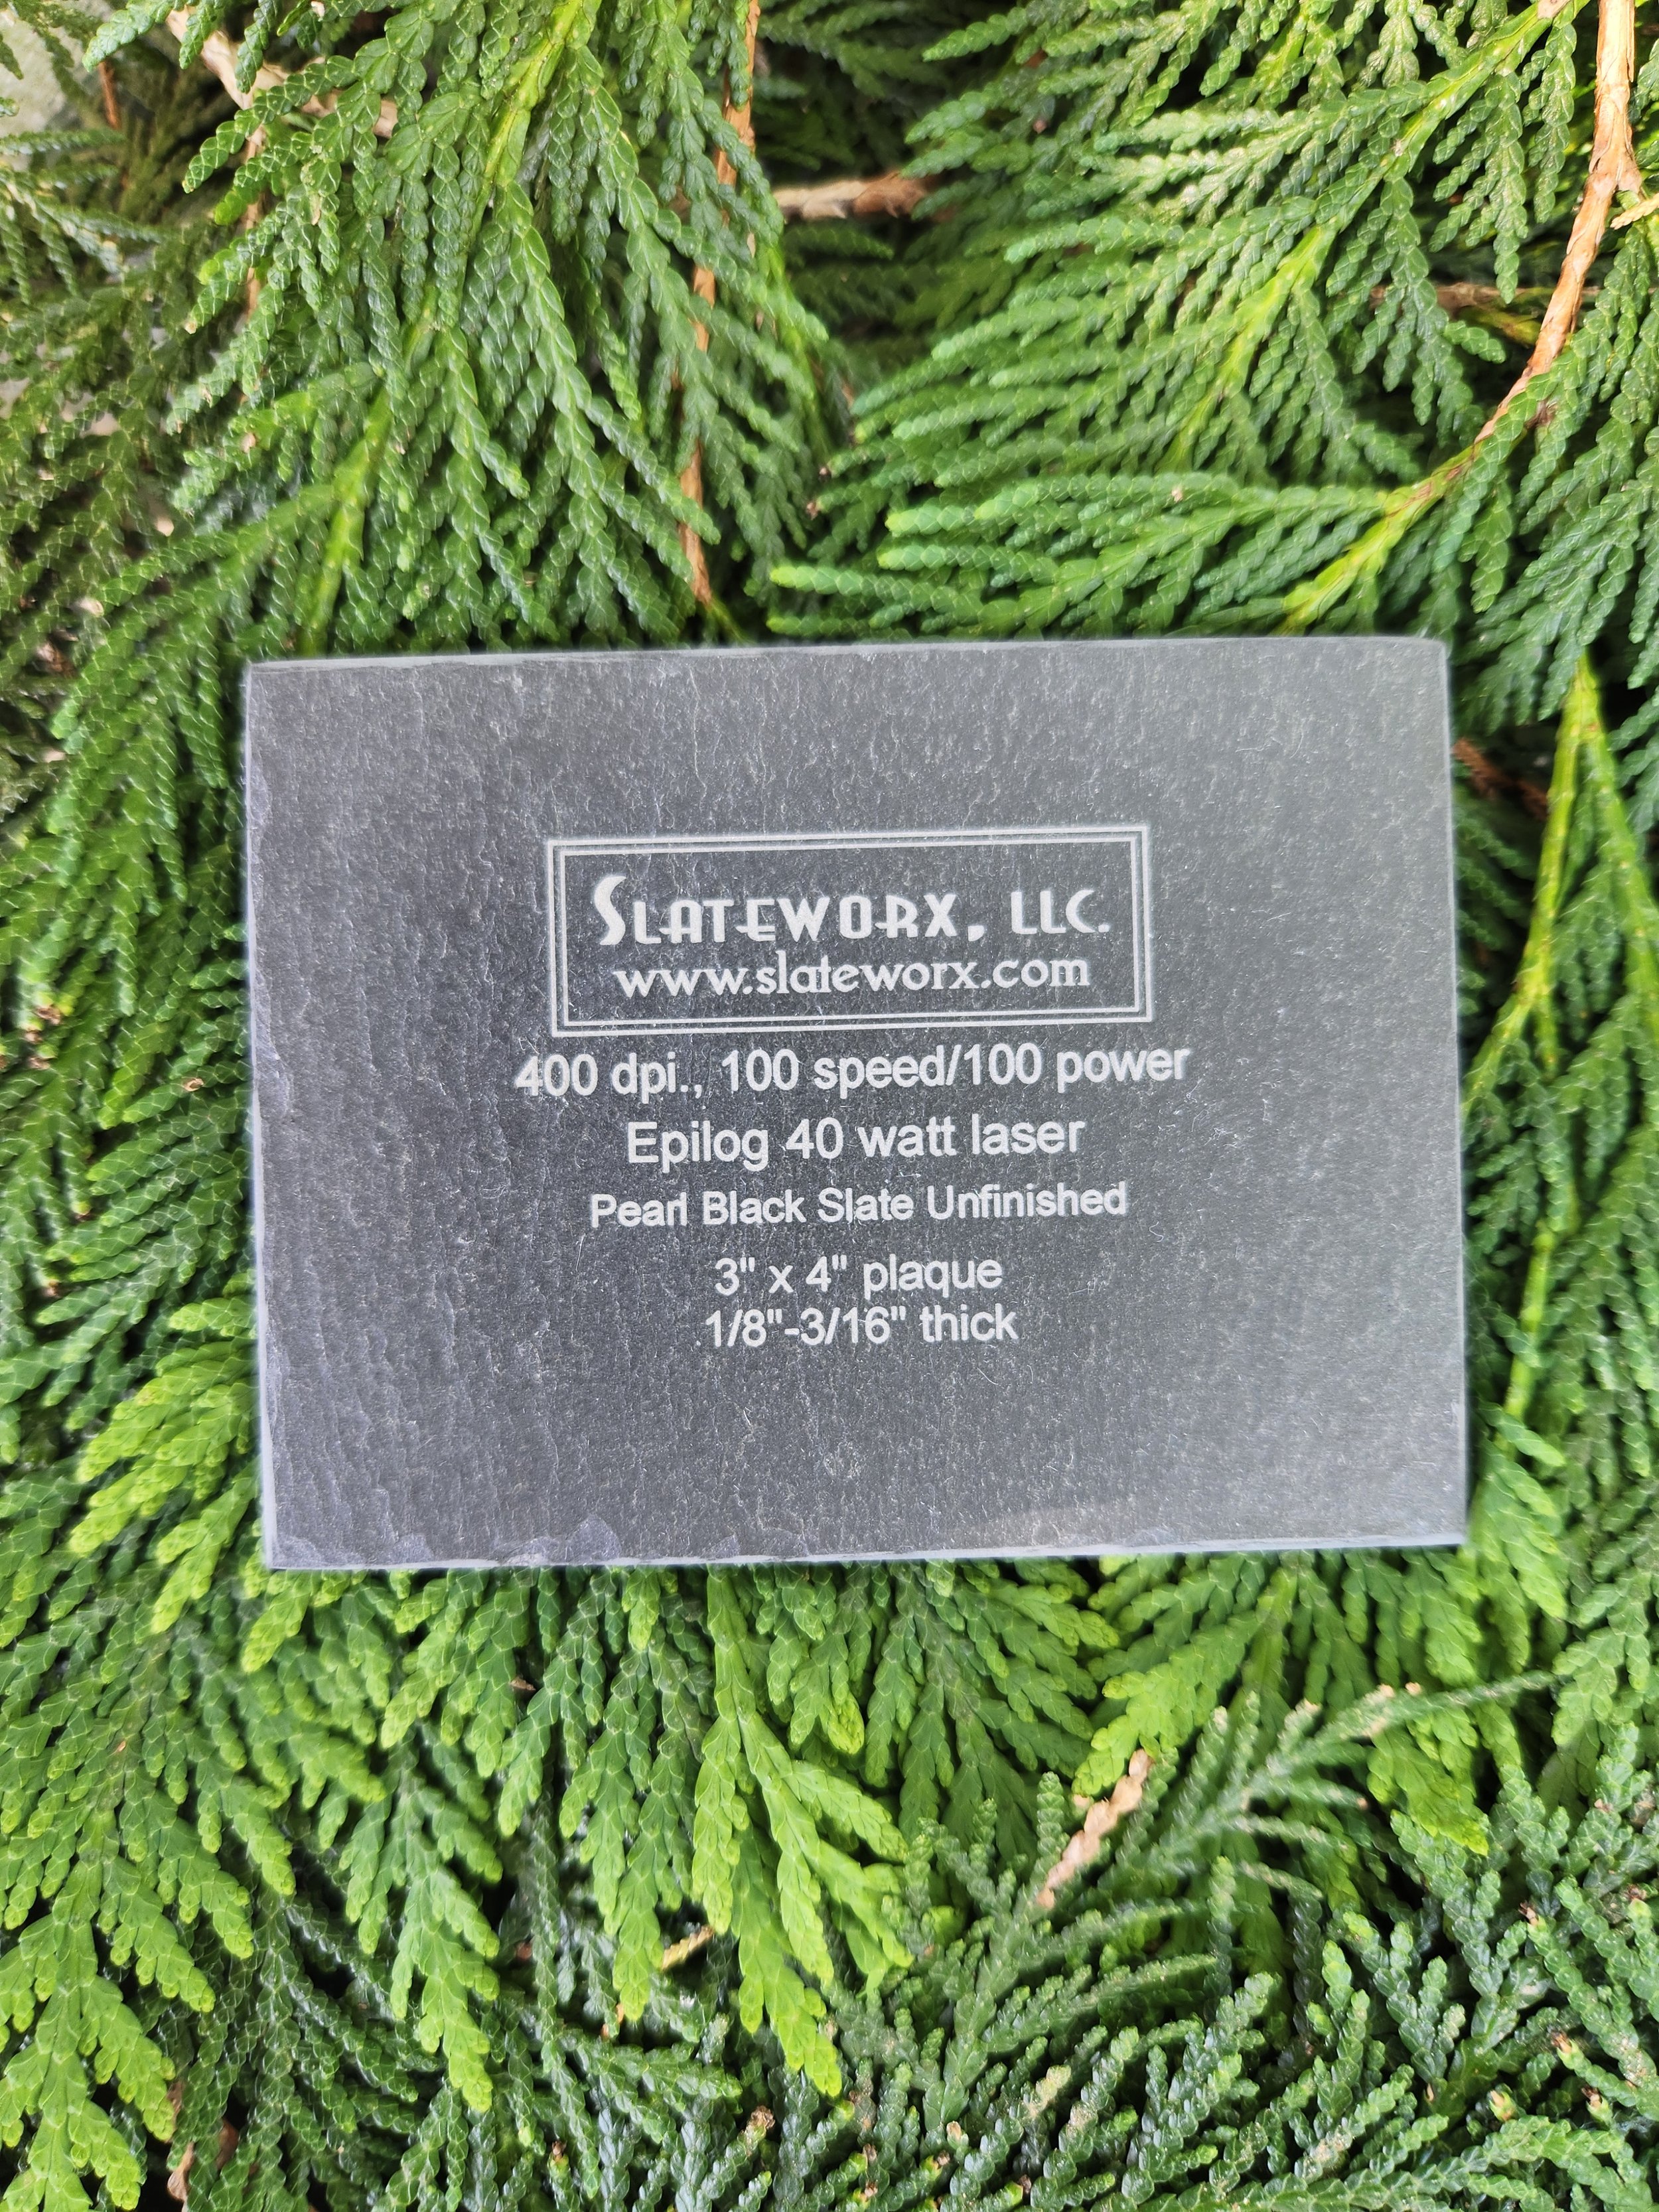 SLATEWORX, LLC.
www.slateworx.com
400 dpi., 100 speed/100 power
Epilog 40 watt laser
Pearl Black Slate Unfinished
3" x 4" plaque
1/8"-3/16" thick